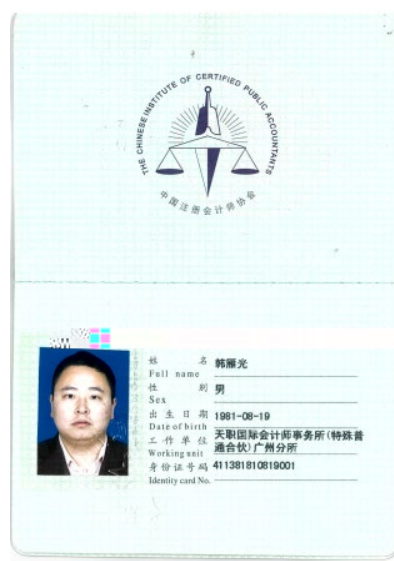 THE CHINESE INSTITUTE OF CERTIFIED PUBLIC ACCOUNTANTS
中国注册会计师协会
姓 名 韩雁光
Full name
性 别 男
Sex
出生日期 1981-08-19
Date of birth
工作单位 天职国际会计师事务所(特殊普
Working unit 通合伙)广州分所
身份证号码 411381810819001
Identity card No.